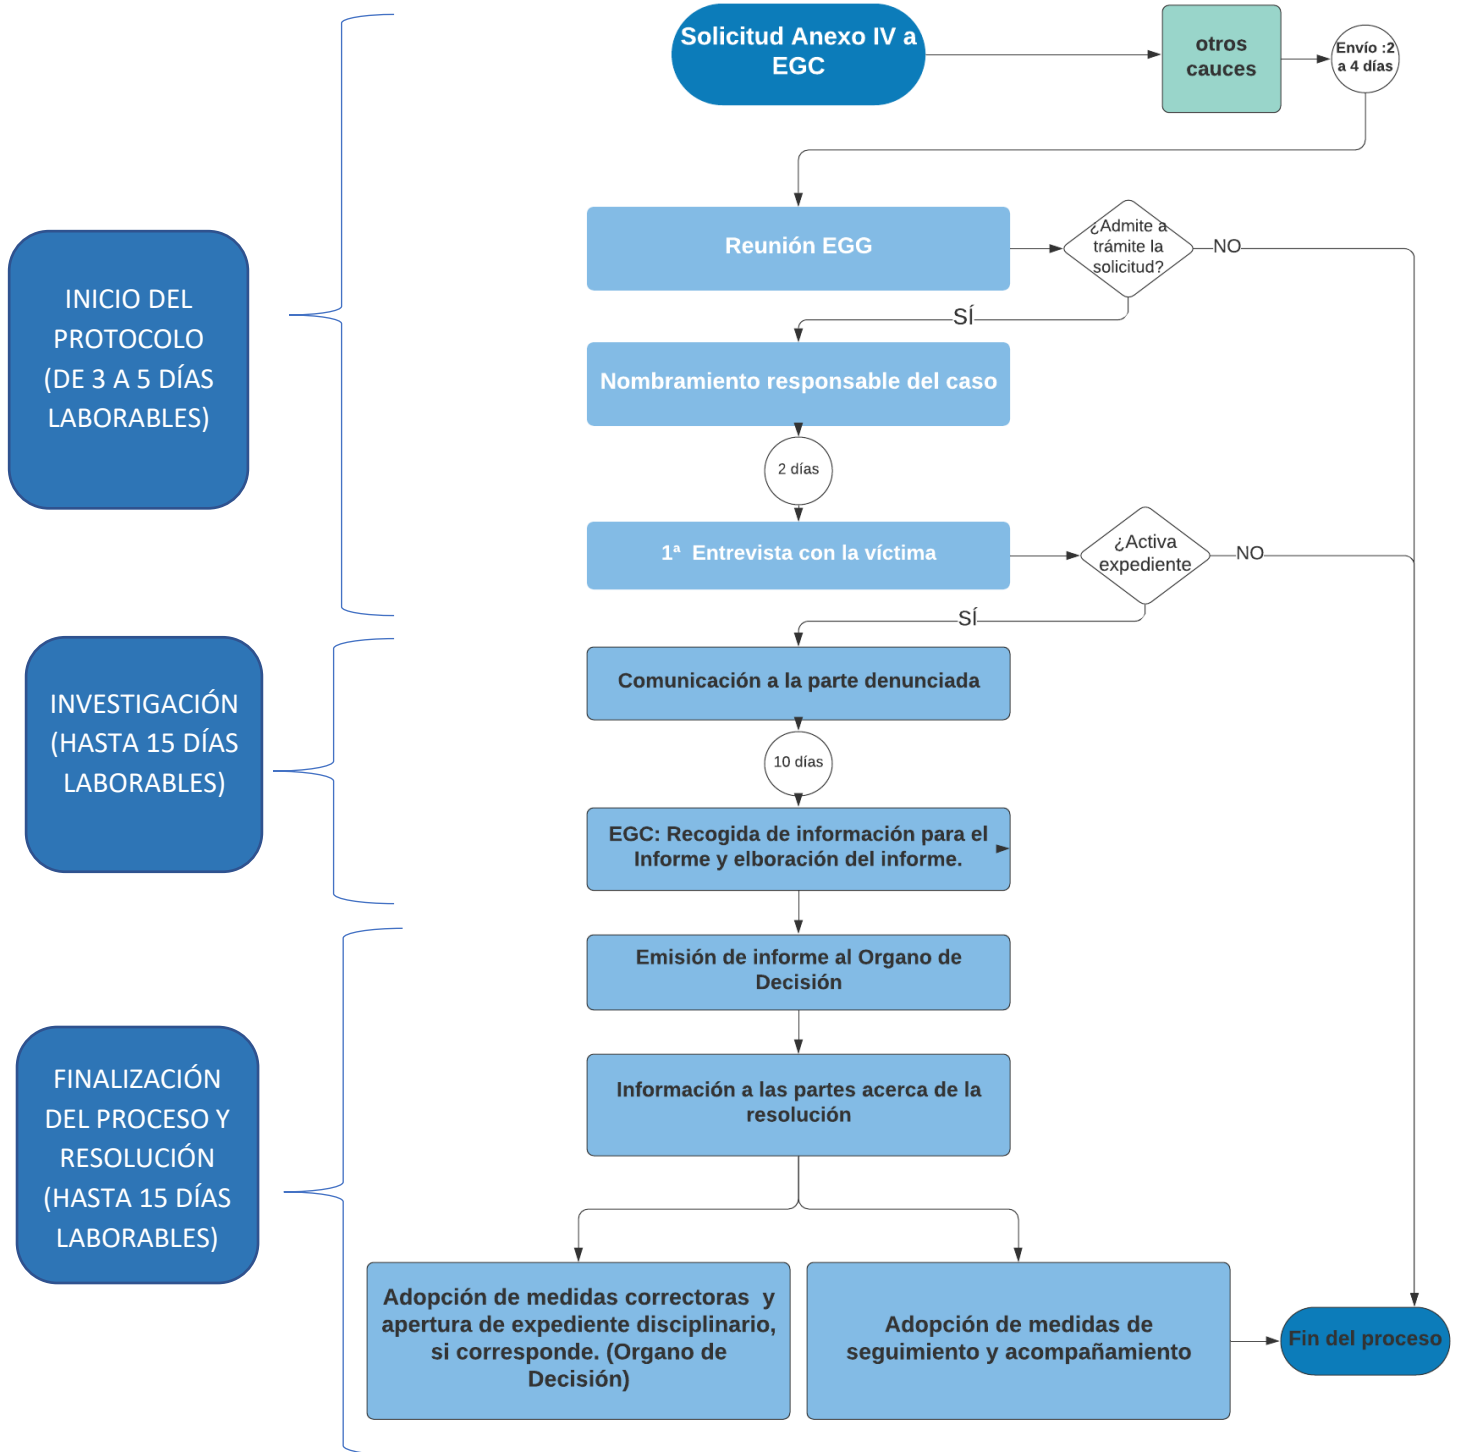 Solicitud Anexo IV a
EGC
otros
cauces
Envío :2
a 4 días
INICIO DEL
PROTOCOLO
(DE 3 A 5 DÍAS
LABORABLES)
Reunión EGG
¿Admite a
trámite la
solicitud?
NO
SÍ
Nombramiento responsable del caso
2 días
1ª  Entrevista con la víctima
¿Activa
expediente
NO
SÍ
INVESTIGACIÓN
(HASTA 15 DÍAS
LABORABLES)
Comunicación a la parte denunciada
10 días
EGC: Recogida de información para el
Informe y elboración del informe.
FINALIZACIÓN
DEL PROCESO Y
RESOLUCIÓN
(HASTA 15 DÍAS
LABORABLES)
Emisión de informe al Organo de
Decisión
Información a las partes acerca de la
resolución
Adopción de medidas correctoras  y
apertura de expediente disciplinario,
si corresponde. (Organo de
Decisión)
Adopción de medidas de
seguimiento y acompañamiento
Fin del proceso